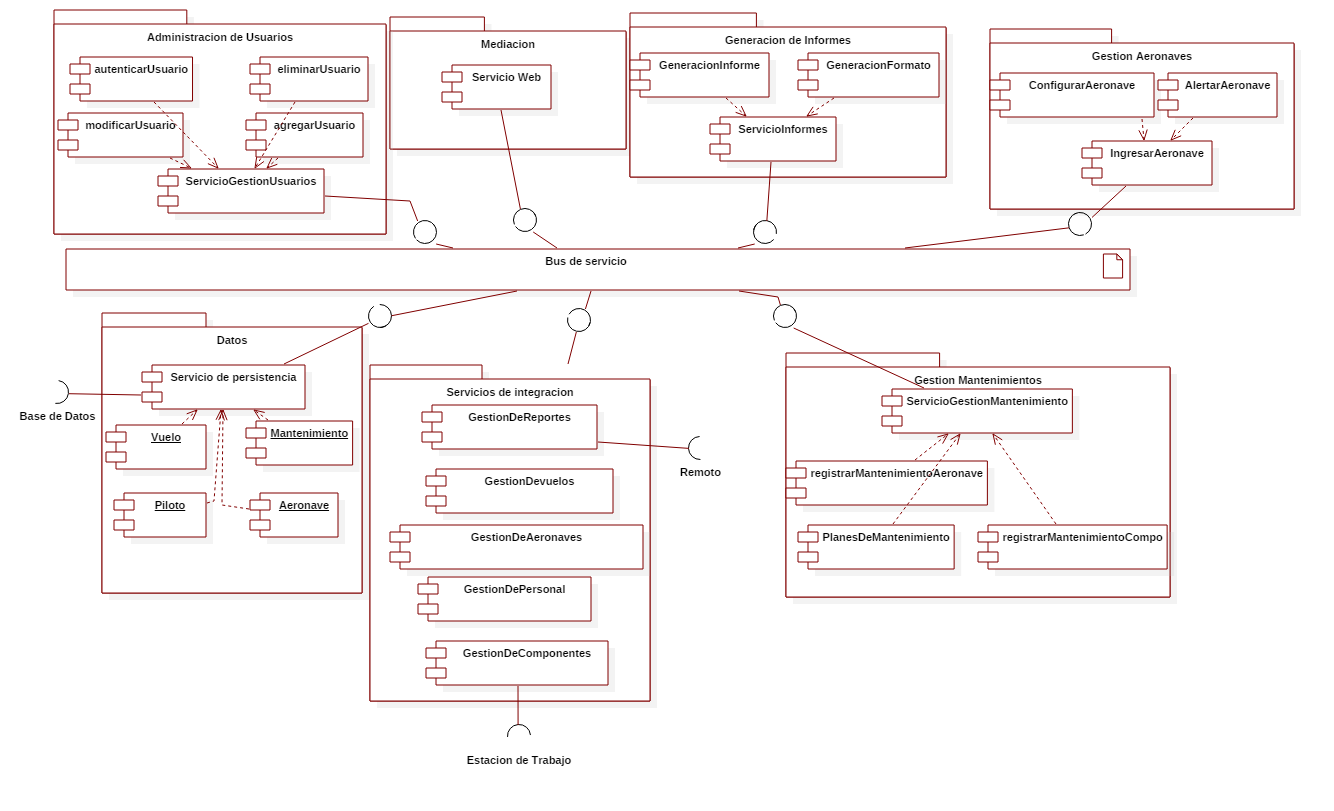 Administracion de Usuarios
autenticarUsuario
eliminarUsuario
modificarUsuario
agregarUsuario
ServicioGestionUsuarios
Mediacion
Servicio Web
Generacion de Informes
GeneracionInforme
GeneracionFormato
ServicioInformes
Gestion Aeronaves
ConfigurarAeronave
AlertarAeronave
IngresarAeronave
Bus de servicio
Datos
Servicio de persistencia
Base de Datos
Vuelo
Mantenimiento
Piloto
Aeronave
Servicios de integracion
GestionDeReportes
Remoto
GestionDevuelos
GestionDeAeronaves
GestionDePersonal
GestionDeComponentes
Estacion de Trabajo
Gestion Mantenimientos
ServicioGestionMantenimiento
registrarMantenimientoAeronave
PlanesDeMantenimiento
registrarMantenimientoCompo